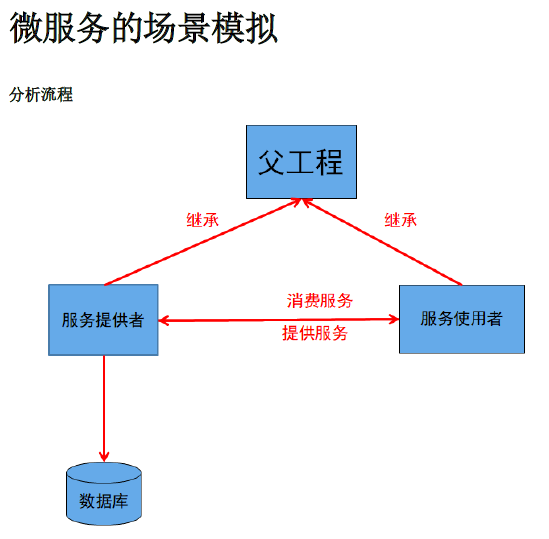 微服务的场景模拟
分析流程
父工程
继承
继承
消费服务
服务提供者
服务使用者
提供服务
数据库